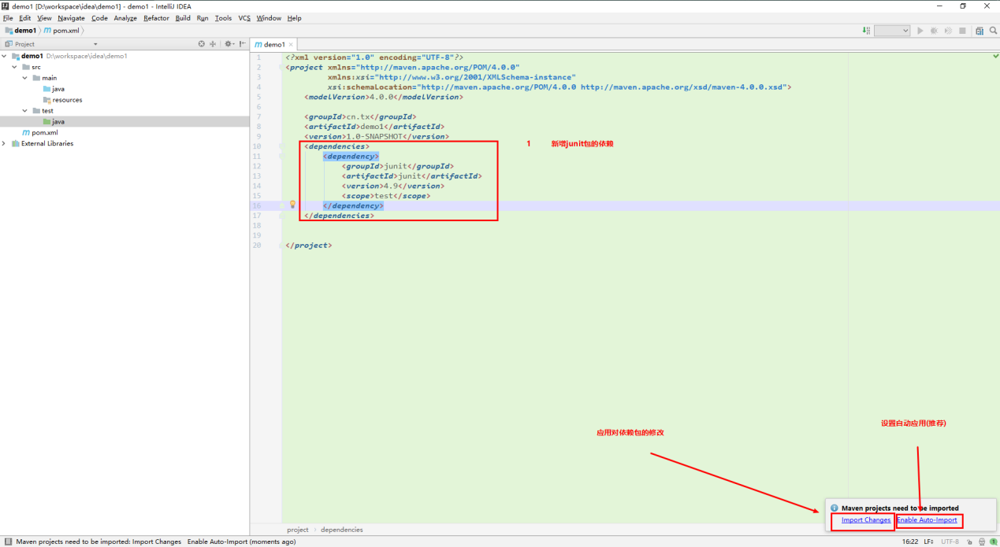 demo1 [D:\workspace\idea\demo1] - demo1 - IntelliJ IDEA
File Edit View Navigate Code Analyze Refactor Build Run Tools VCS Window Help
demo1 pom.xml
Project
demo1
demo1 D:\workspace\idea\demo1
src
main
java
resources
test
java
pom.xml
External Libraries
1 <?xml version="1.0" encoding="UTF-8"?>
2 <project xmlns="http://maven.apache.org/POM/4.0.0"
3 xmlns:xsi="http://www.w3.org/2001/XMLSchema-instance"
4 xsi:schemaLocation="http://maven.apache.org/POM/4.0.0 http://maven.apache.org/xsd/maven-4.0.0.xsd">
5 <modelVersion>4.0.0</modelVersion>
6
7 <groupId>cn.tx</groupId>
8 <artifactId>demo1</artifactId>
9 <version>1.0-SNAPSHOT</version>
10 <dependencies>
11 <dependency>
12 <groupId>junit</groupId>
13 <artifactId>junit</artifactId>
14 <version>4.9</version>
15 <scope>test</scope>
16 </dependency>
17 </dependencies>
18
19
20 </project>
1 新增junit包的依赖
设置自动应用(推荐)
应用对依赖包的修改
Maven projects need to be imported
Import Changes Enable Auto-Import
project dependencies
Maven projects need to be imported: Import Changes Enable Auto-Import (moments ago)
16:22 LF UTF-8 1